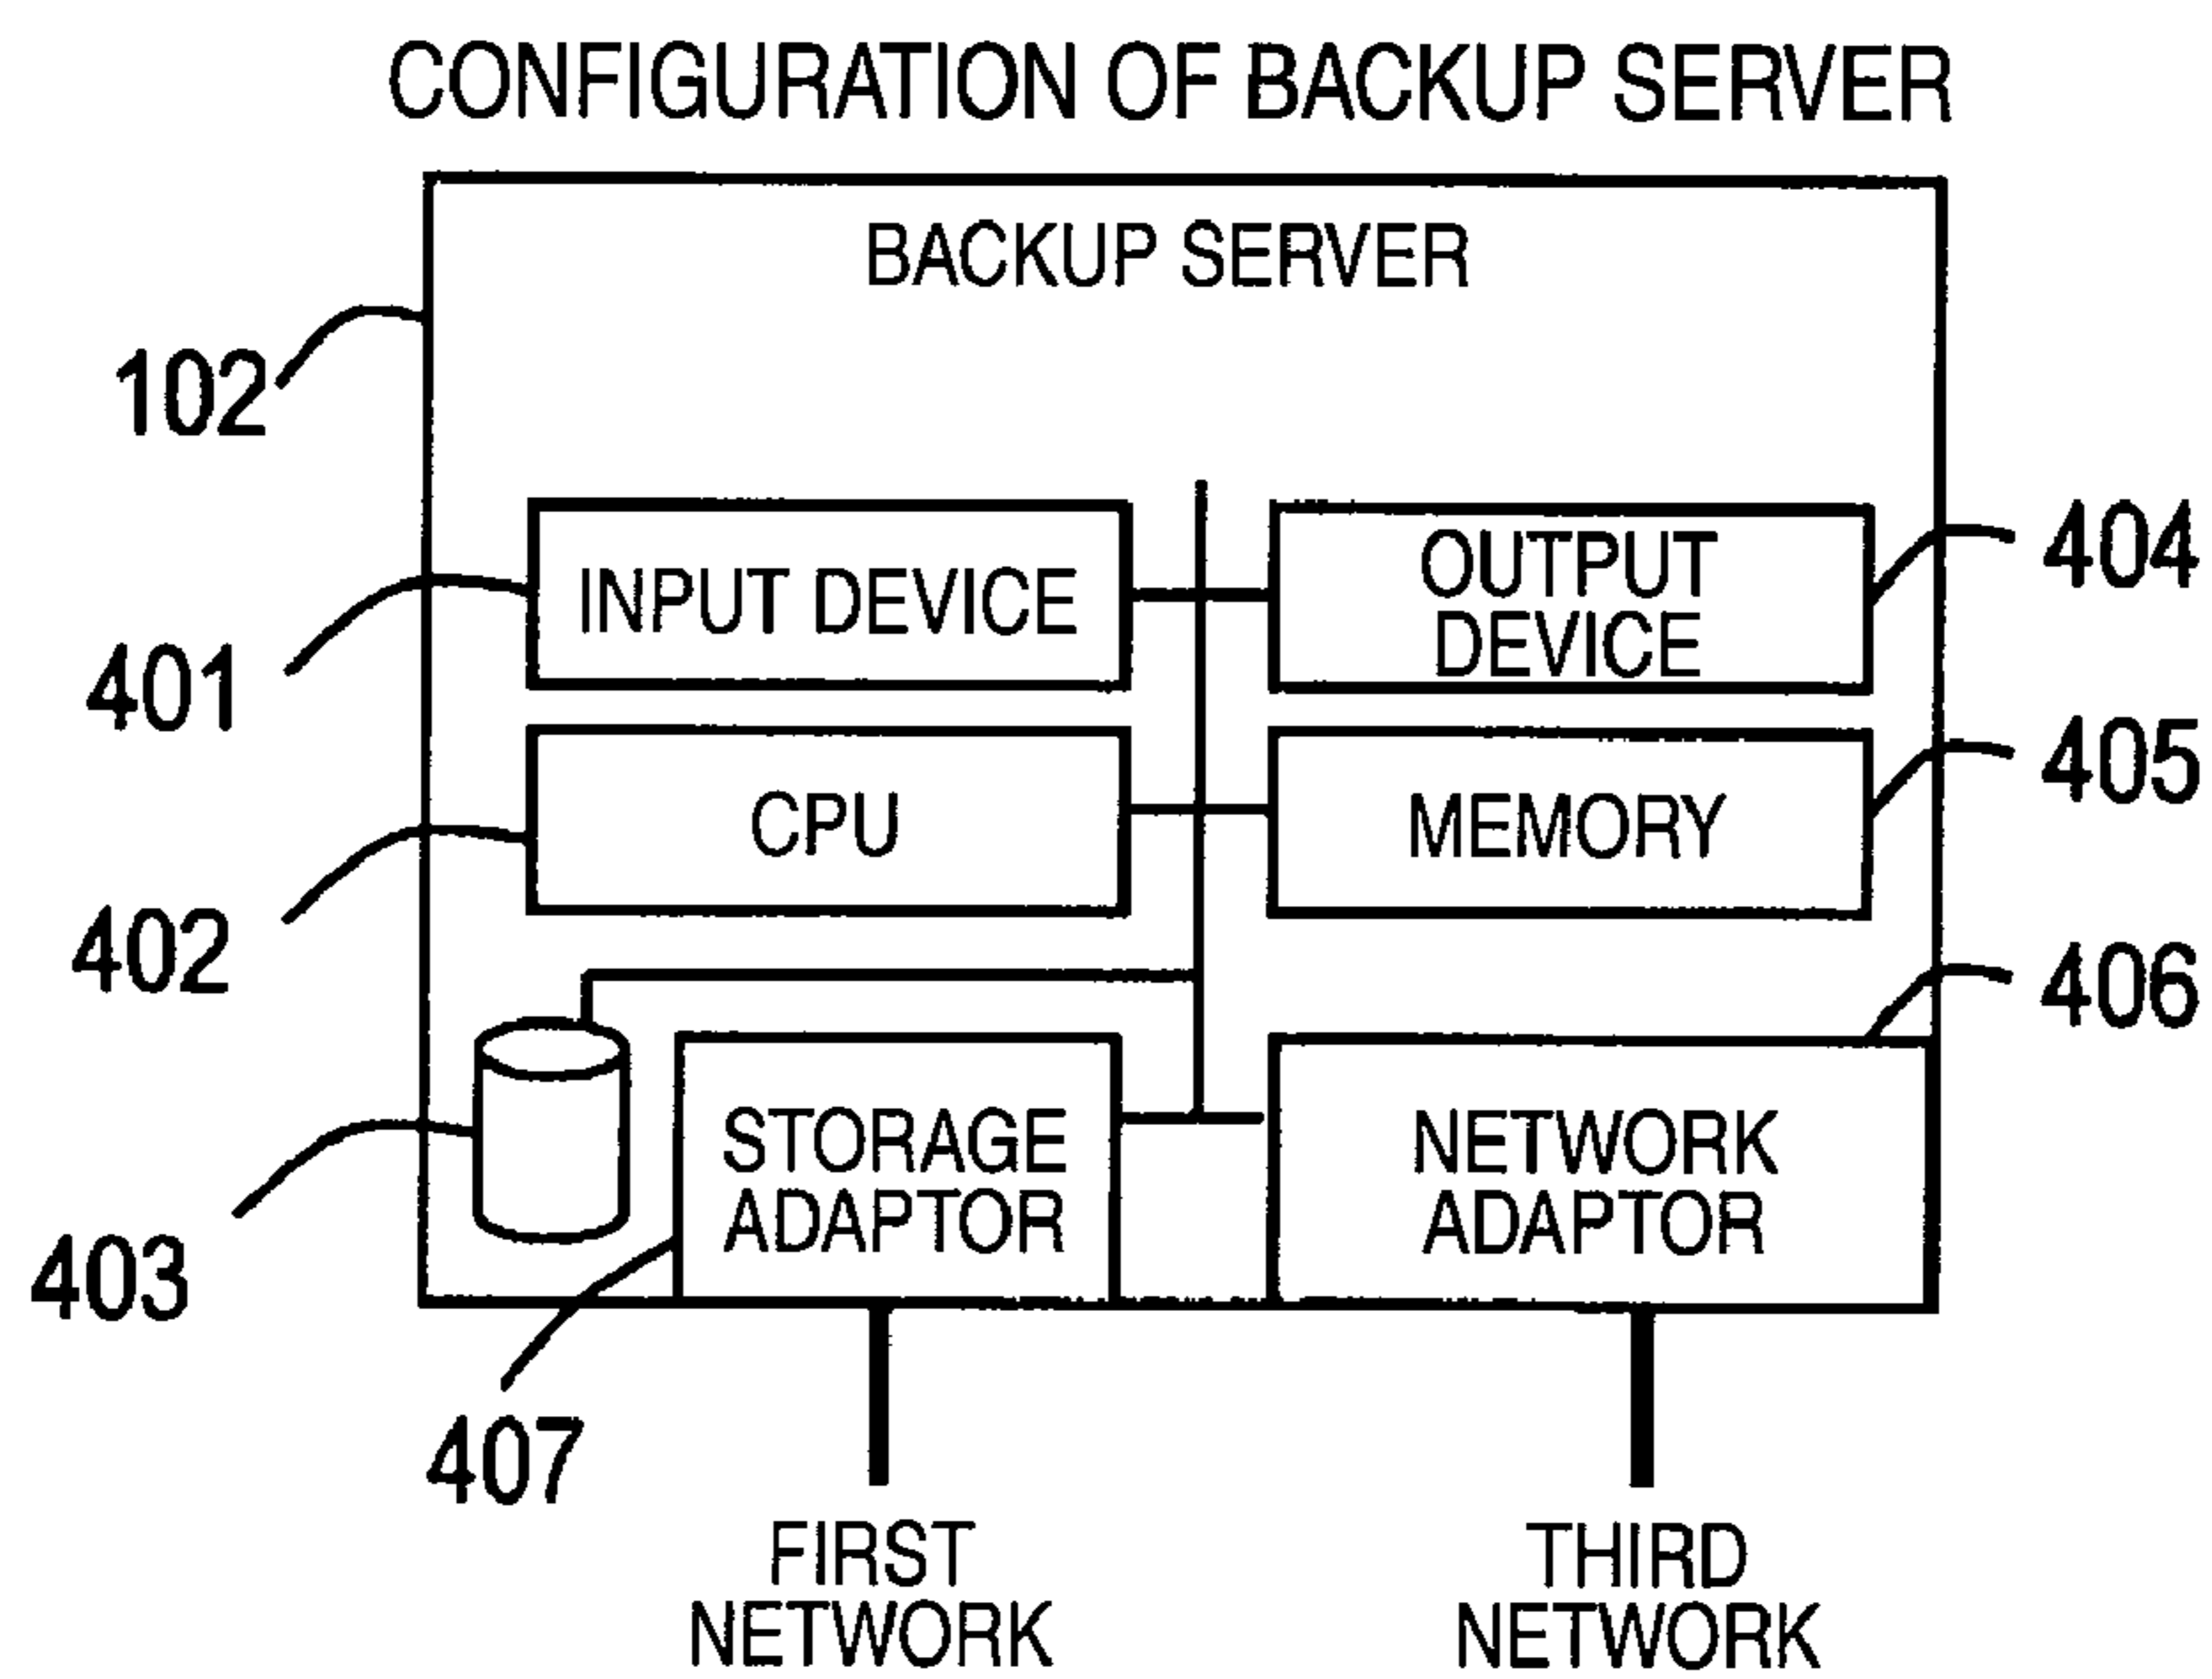 CONFIGURATION OF BACKUP SERVER
BACKUP SERVER
102
INPUT DEVICE
OUTPUT
DEVICE
404
401
CPU
MEMORY
405
402
406
STORAGE
ADAPTOR
NETWORK
ADAPTOR
403
407
FIRST
NETWORK
THIRD
NETWORK